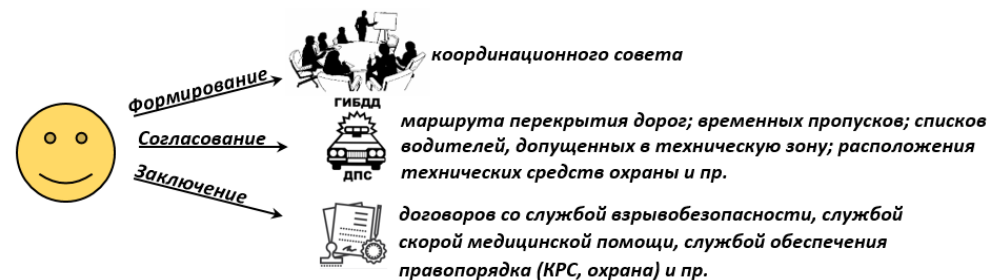 координационного совета
Формирование
ГИБДД
маршрута перекрытия дорог; временных пропусков; списков
Согласование
водителей, допущенных в техническую зону; расположения
ДПС
технических средств охраны и пр.
Заключение
договоров со службой взрывобезопасности, службой
скорой медицинской помощи, службой обеспечения
правопорядка (КРС, охрана) и пр.